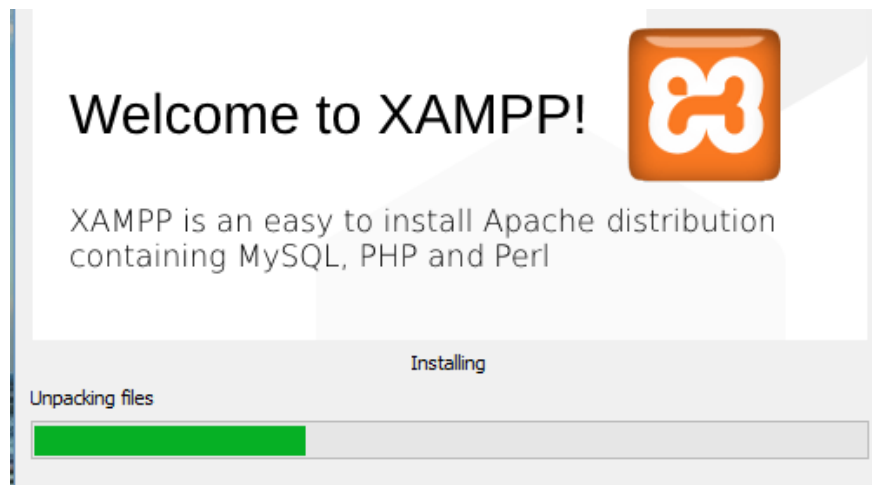 Welcome to XAMPP!
XAMPP is an easy to install Apache distribution
containing MySQL, PHP and Perl
Installing
Unpacking files